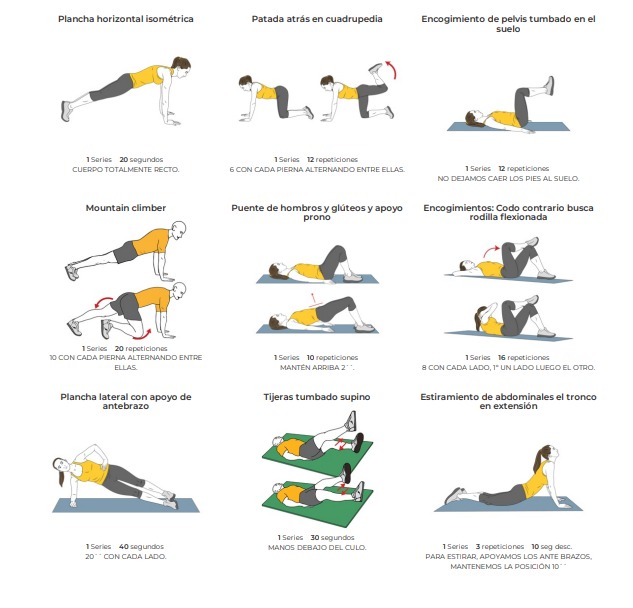 Plancha horizontal isométrica
Patada atrás en cuadrupedia
Encogimiento de pelvis tumbado en el
suelo
1 Series 20 segundos
CUERPO TOTALMENTE RECTO.
1 Series 12 repeticiones
6 CON CADA PIERNA ALTERNANDO ENTRE ELLAS.
1 Series 12 repeticiones
NO DEJAMOS CAER LOS PIES AL SUELO.
Mountain climber
Puente de hombros y glúteos y apoyo
prono
Encogimientos: Codo contrario busca
rodilla flexionada
1 Series 20 repeticiones
10 CON CADA PIERNA ALTERNANDO ENTRE
ELLAS.
1 Series 10 repeticiones
MANTÉN ARRIBA 2´´.
1 Series 16 repeticiones
8 CON CADA LADO, 1º UN LADO LUEGO EL OTRO.
Plancha lateral con apoyo de
antebrazo
Tijeras tumbado supino
Estiramiento de abdominales el tronco
en extensión
1 Series 40 segundos
20´´ CON CADA LADO.
1 Series 30 segundos
MANOS DEBAJO DEL CULO.
1 Series 3 repeticiones 10 seg desc.
PARA ESTIRAR, APOYAMOS LOS ANTE BRAZOS,
MANTENEMOS LA POSICIÓN 10´´